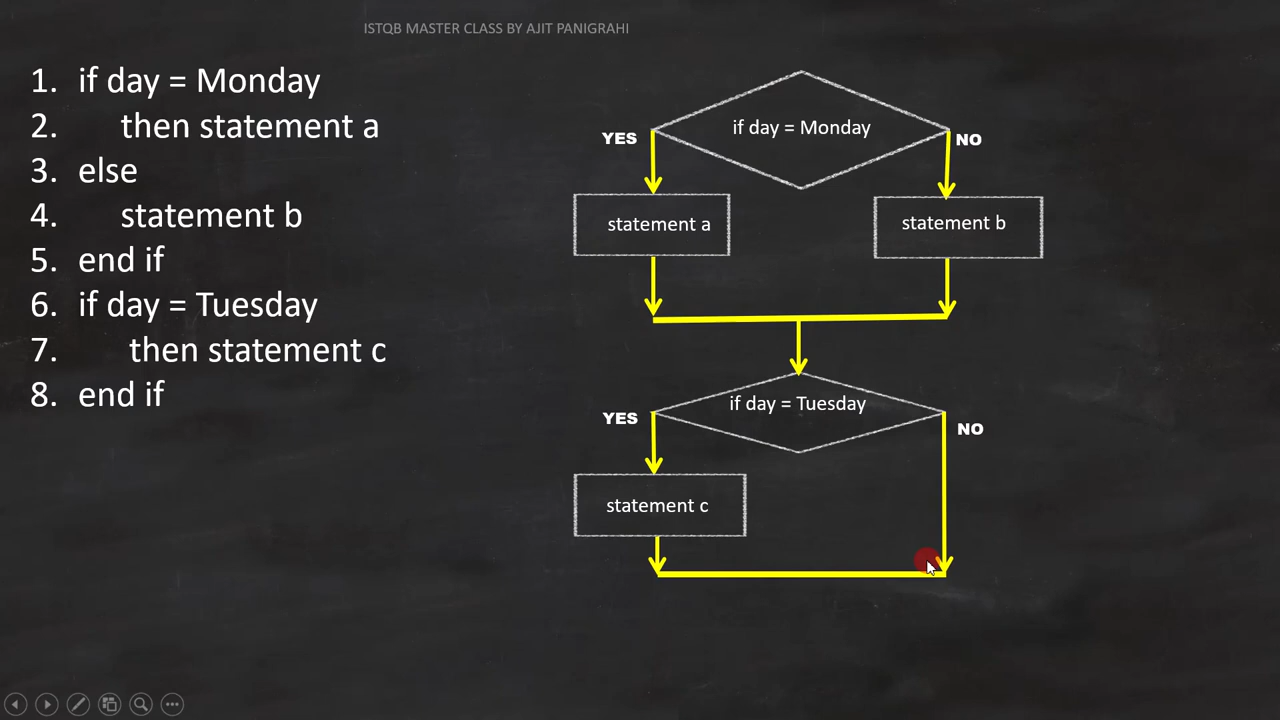 ISTQB MASTER CLASS BY AJIT PANIGRAHI
1. if day = Monday
2. then statement a
3. else
4. statement b
5. end if
6. if day = Tuesday
7. then statement c
8. end if
if day = Monday
YES
NO
statement a
statement b
if day = Tuesday
YES
NO
statement c